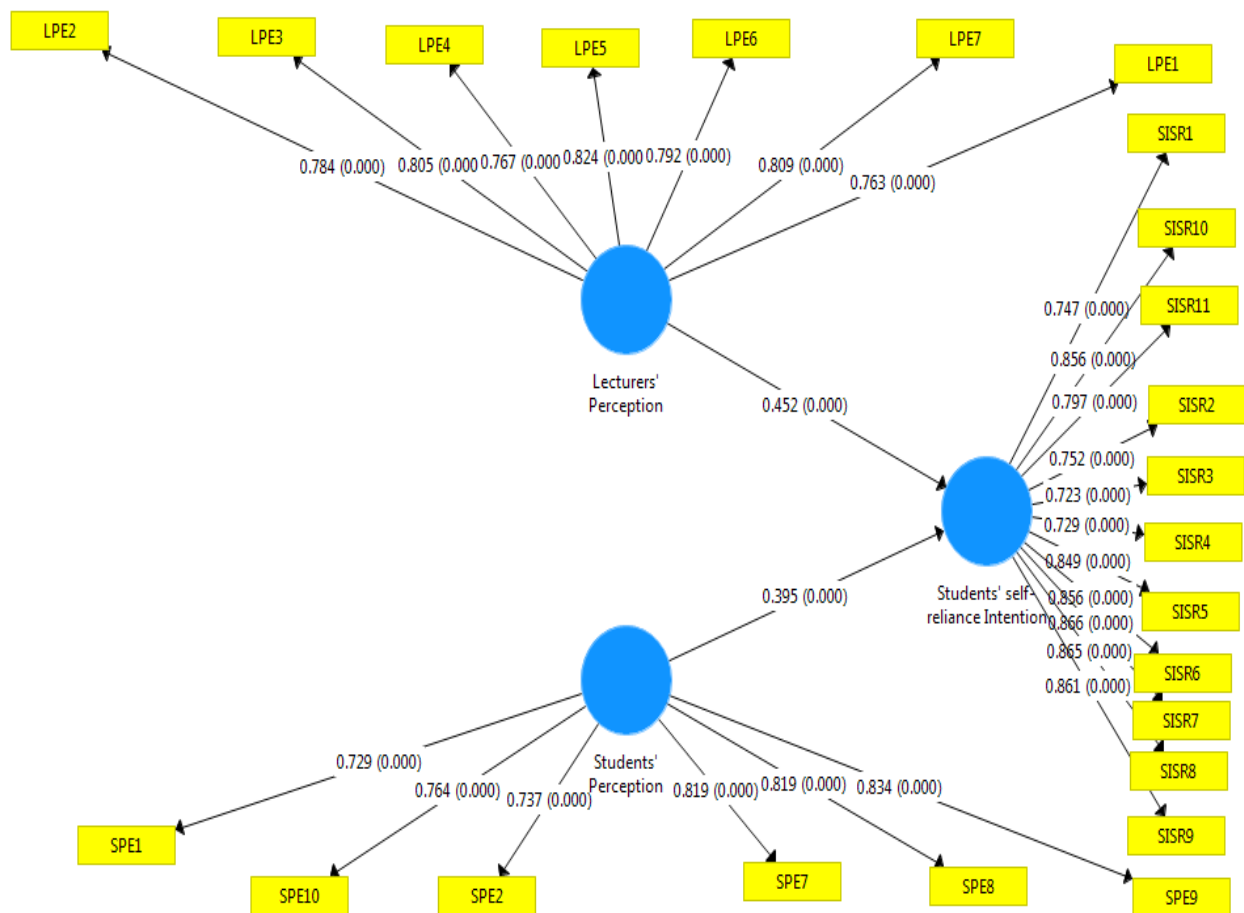 LPE2
LPE3
LPE4
LPE5
LPE6
LPE7
LPE1
SISR1
0.784 (0.000)
0.805 (0.000)
0.767 (0.000)
0.824 (0.000)
0.792 (0.000)
0.809 (0.000)
0.763 (0.000)
SISR10
SISR11
0.747 (0.000)
0.856 (0.000)
0.797 (0.000)
Lecturers'
Perception
0.452 (0.000)
SISR2
0.752 (0.000)
SISR3
0.723 (0.000)
0.729 (0.000)
SISR4
0.849 (0.000)
0.856 (0.000)
0.866 (0.000)
0.865 (0.000)
0.861 (0.000)
Students' self-
reliance Intention
0.395 (0.000)
SISR5
SISR6
SISR7
SISR8
SISR9
Students'
Perception
0.729 (0.000)
0.764 (0.000)
0.737 (0.000)
0.819 (0.000)
0.819 (0.000)
0.834 (0.000)
SPE1
SPE10
SPE2
SPE7
SPE8
SPE9